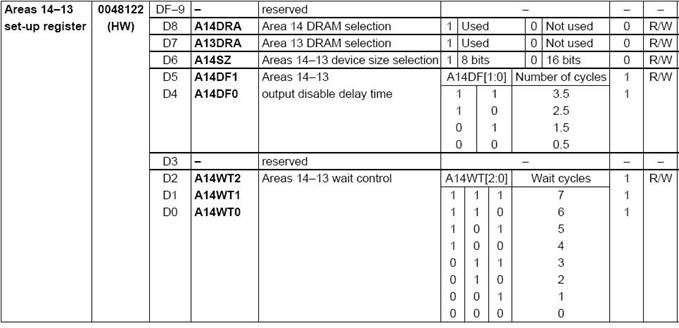 Areas 14–13 0048122 DF–9 – reserved – – –
set-up register (HW) D8 A14DRA Area 14 DRAM selection 1 Used 0 Not used 0 R/W
D7 A13DRA Area 13 DRAM selection 1 Used 0 Not used 0 R/W
D6 A14SZ Areas 14–13 device size selection 1 8 bits 0 16 bits 0 R/W
D5 A14DF1 Areas 14–13 A14DF[1:0] Number of cycles 1 R/W
D4 A14DF0 output disable delay time 1 1 3.5 1
1 0 2.5
0 1 1.5
0 0 0.5
D3 – reserved – – –
D2 A14WT2 Areas 14–13 wait control A14WT[2:0] Wait cycles 1 R/W
D1 A14WT1 1 1 1 7 1
D0 A14WT0 1 1 0 6 1
1 0 1 5
1 0 0 4
0 1 1 3
0 1 0 2
0 0 1 1
0 0 0 0